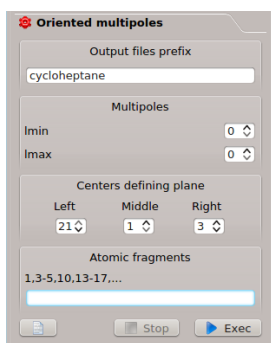 Oriented multipoles
Output files prefix
cycloheptane
Multipoles
lmin 0
lmax 0
Centers defining plane
Left Middle Right
21 1 3
Atomic fragments
1,3-5,10,13-17,...
Stop Exec